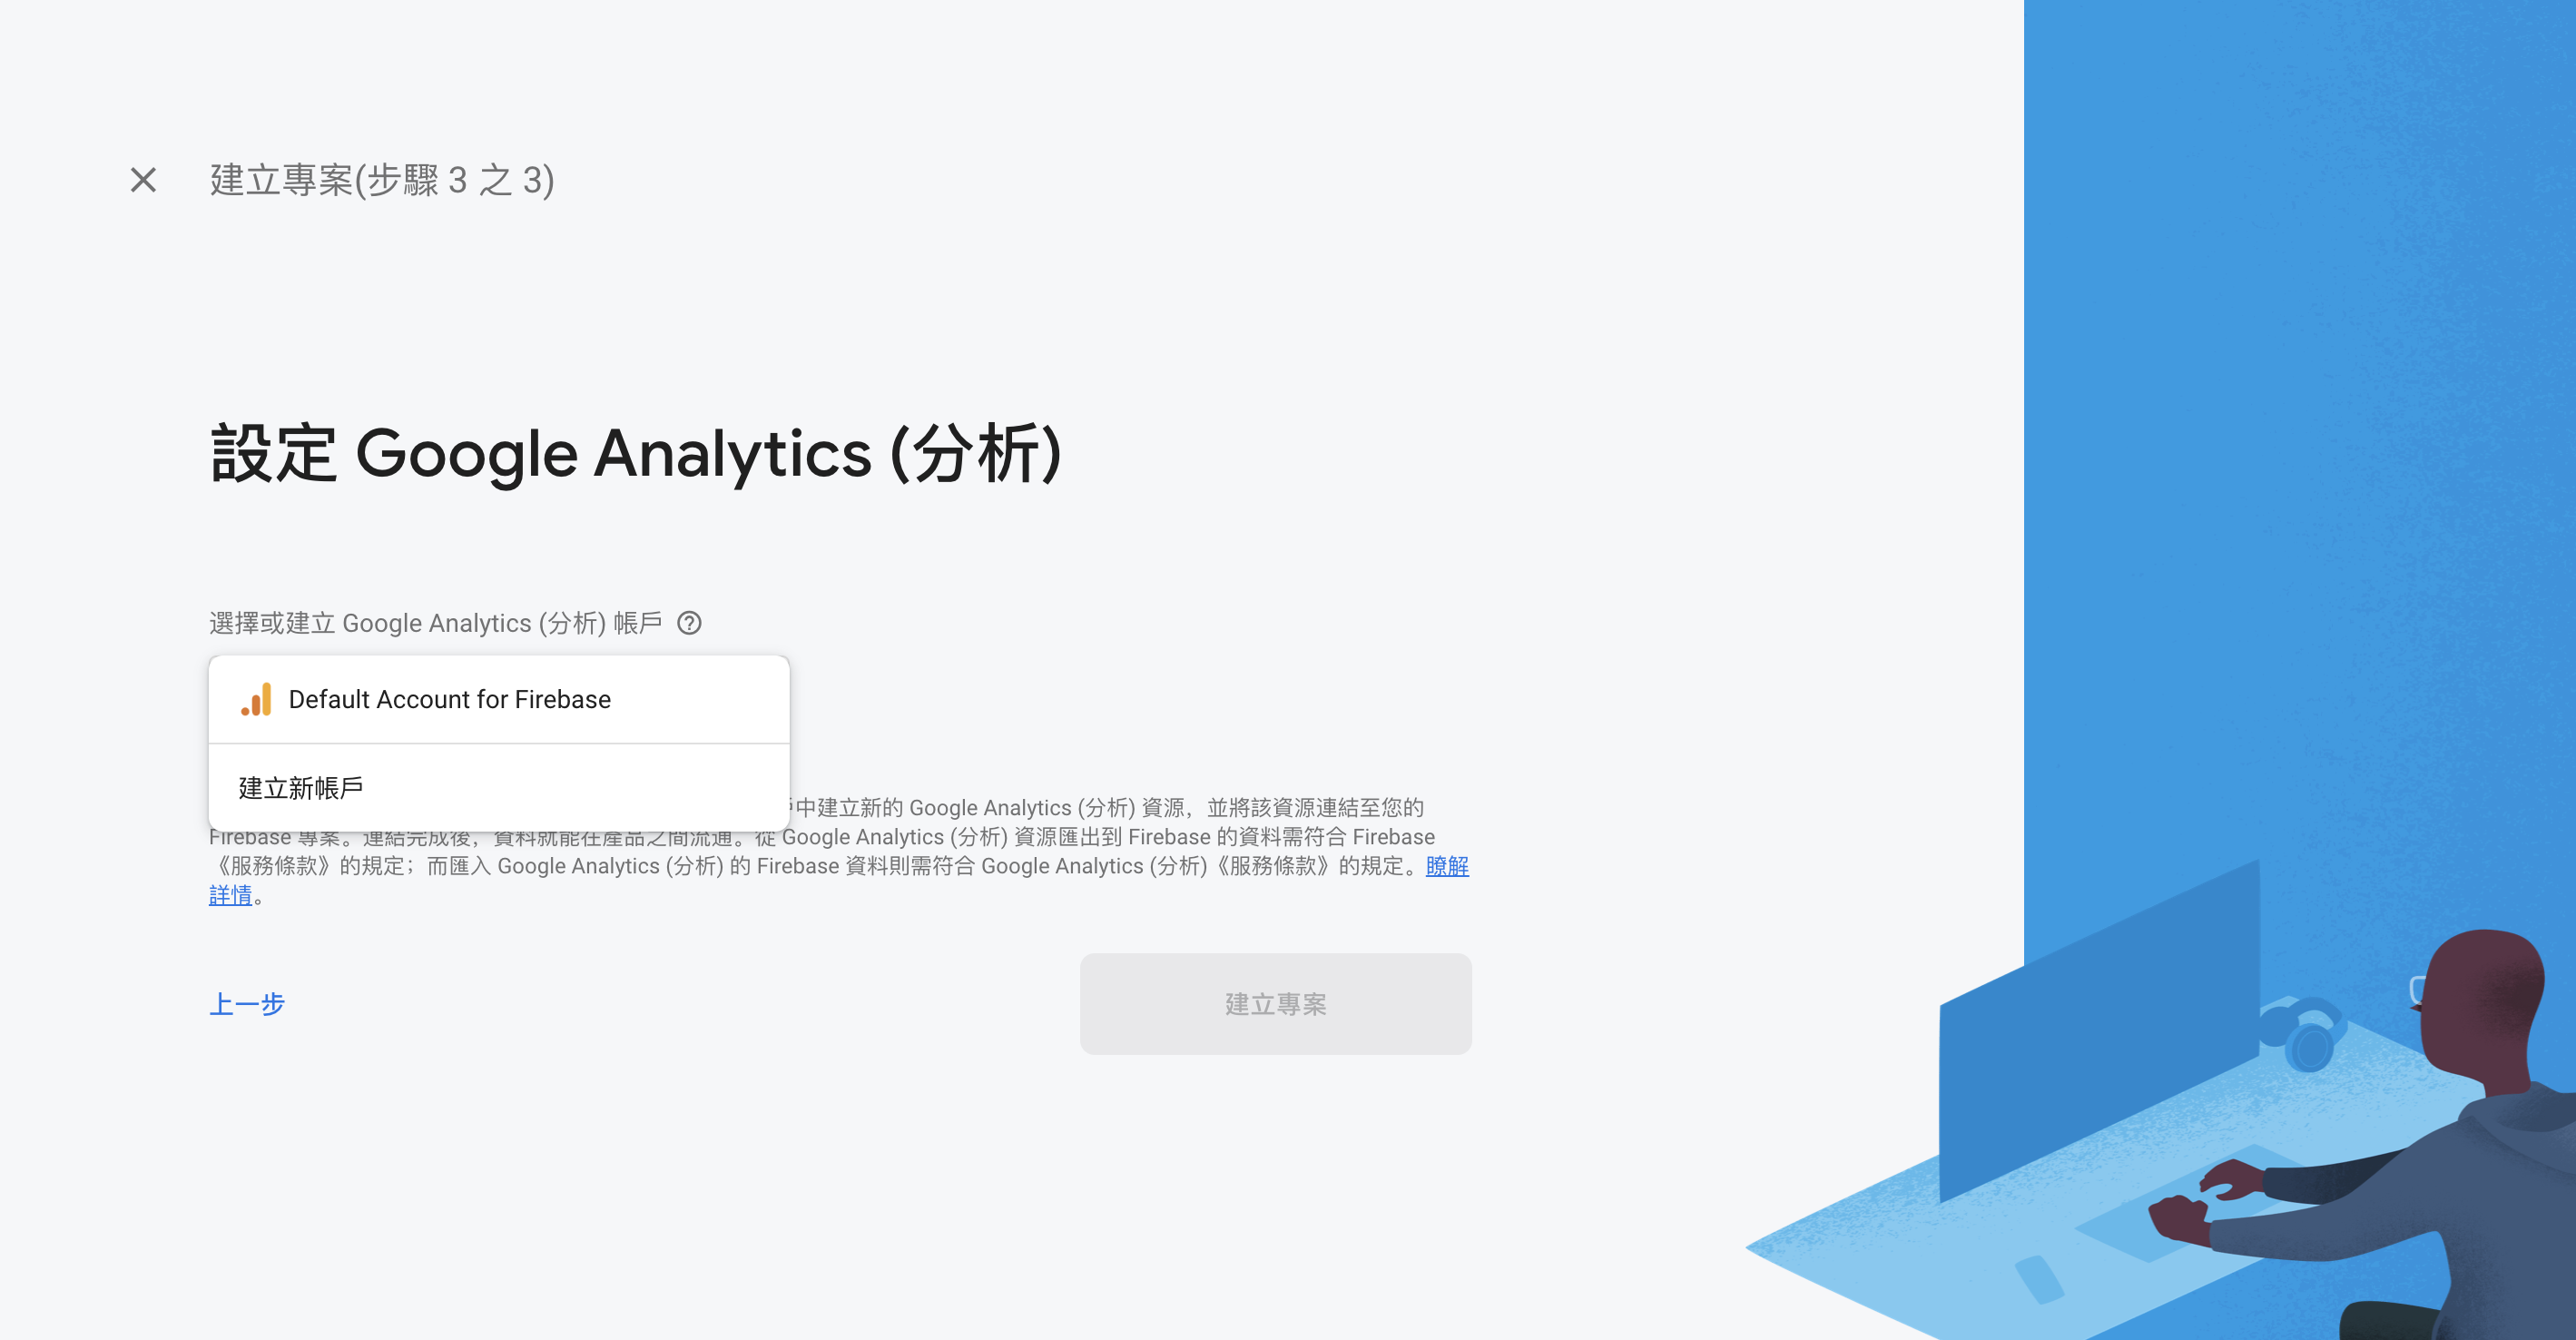 建立專案(步驟 3 之 3)
設定 Google Analytics (分析)
選擇或建立 Google Analytics (分析) 帳戶
Default Account for Firebase
建立新帳戶
中建立新的 Google Analytics (分析) 資源，並將該資源連結至您的
Firebase 專案。連結完成後，資料就能在產品之間流通。從 Google Analytics (分析) 資源匯出到 Firebase 的資料需符合 Firebase
《服務條款》的規定；而匯入 Google Analytics (分析) 的 Firebase 資料則需符合 Google Analytics (分析)《服務條款》的規定。瞭解
詳情。
上一步
建立專案